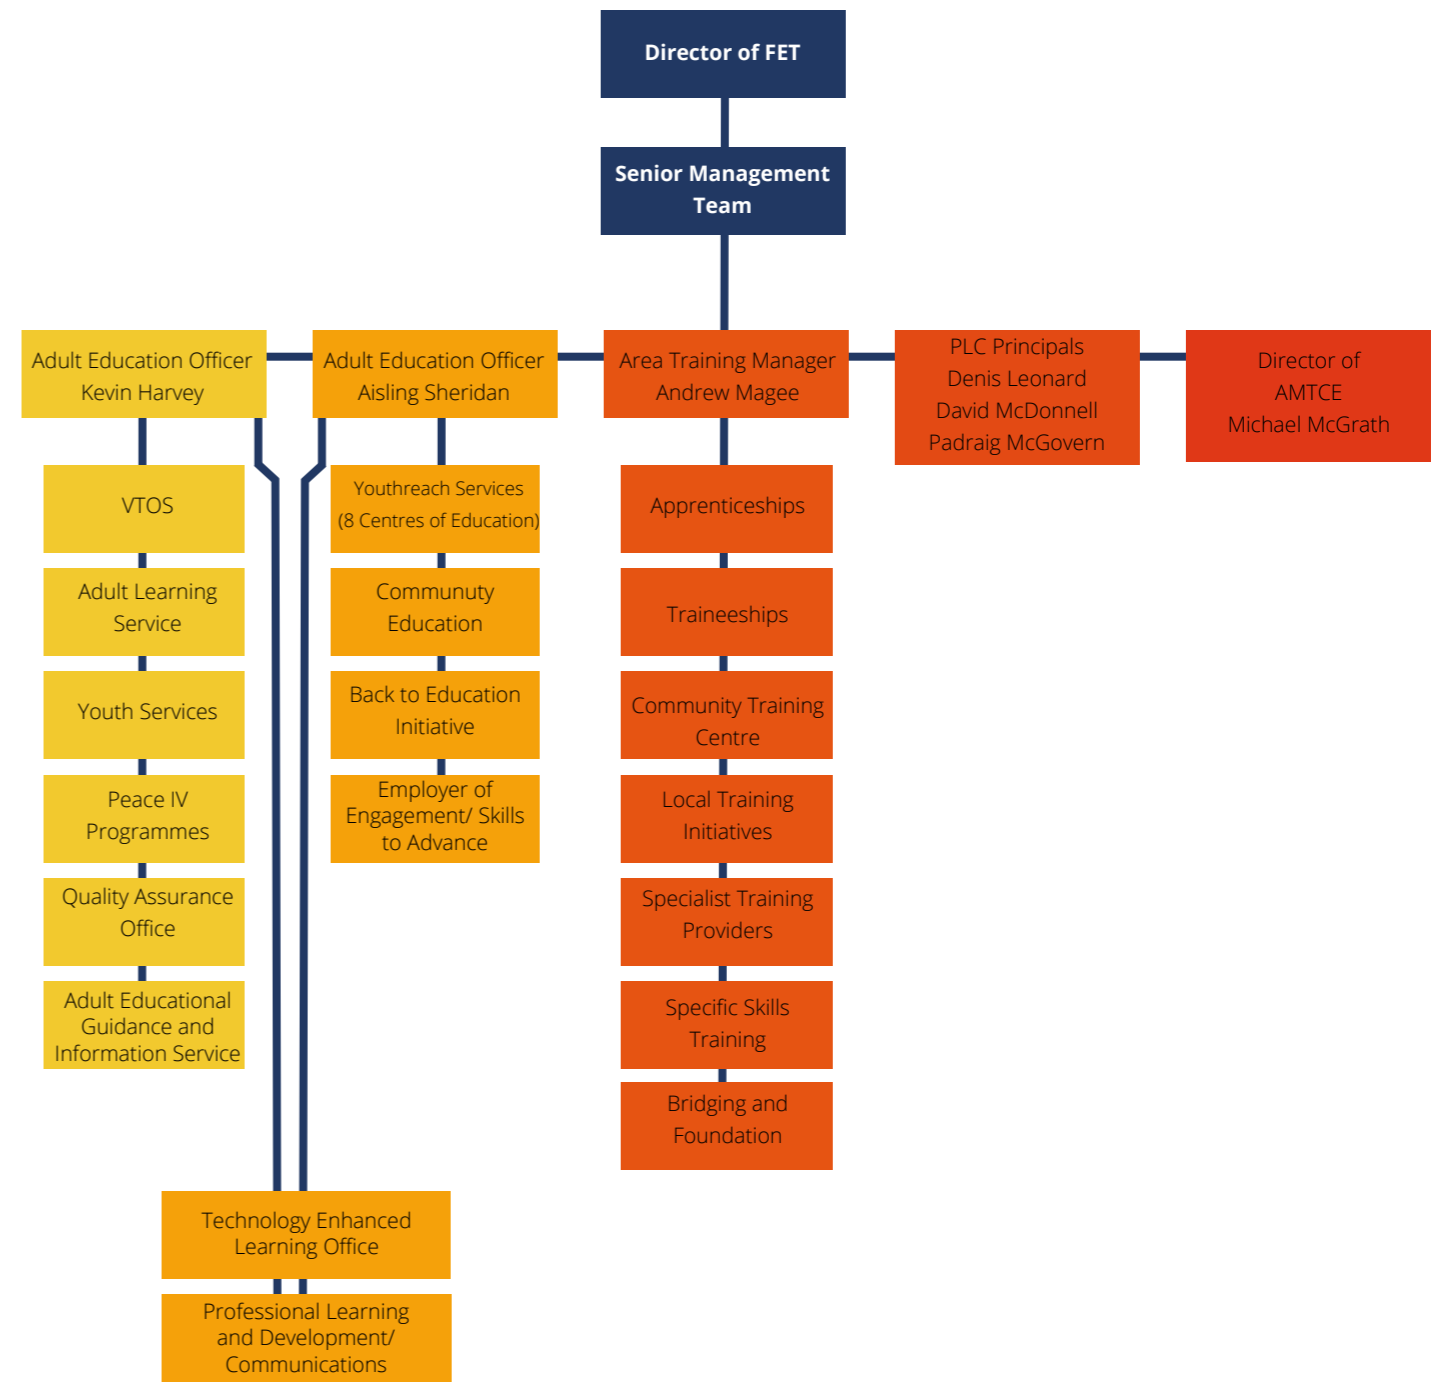 Director of FET
Senior Management
Team
Adult Education Officer
Kevin Harvey
Adult Education Officer
Aisling Sheridan
Area Training Manager
Andrew Magee
PLC Principals
Denis Leonard
David McDonnell
Padraig McGovern
Director of
AMTCE
Michael McGrath
VTOS
Adult Learning
Service
Youth Services
Peace IV
Programmes
Quality Assurance
Office
Adult Educational
Guidance and
Information Service
Youthreach Services
(8 Centres of Education)
Communuty
Education
Back to Education
Initiative
Employer of
Engagement/ Skills
to Advance
Apprenticeships
Traineeships
Community Training
Centre
Local Training
Initiatives
Specialist Training
Providers
Specific Skills
Training
Bridging and
Foundation
Technology Enhanced
Learning Office
Professional Learning
and Development/
Communications